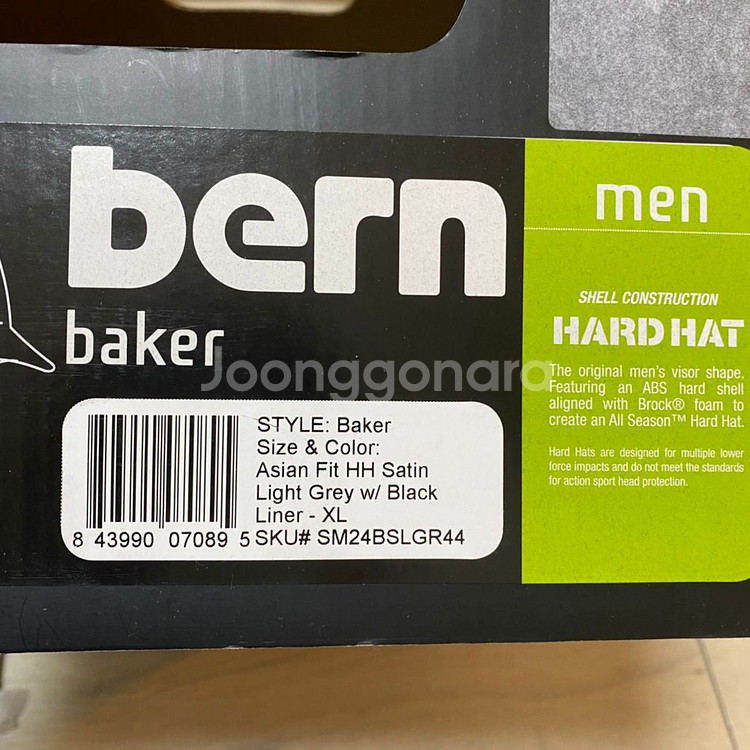 bern
baker
men
SHELL CONSTRUCTION
HARD HAT
The original men's visor shape.
Featuring an ABS hard shell
aligned with Brock® foam to
create an All Season™ Hard Hat.
Hard Hats are designed for multiple lower
force impacts and do not meet the standards
for action sport head protection.
Joonggonara
STYLE: Baker
Size & Color:
Asian Fit HH Satin
Light Grey w/ Black
Liner - XL
8 43990 07089 5 SKU# SM24BSLGR44